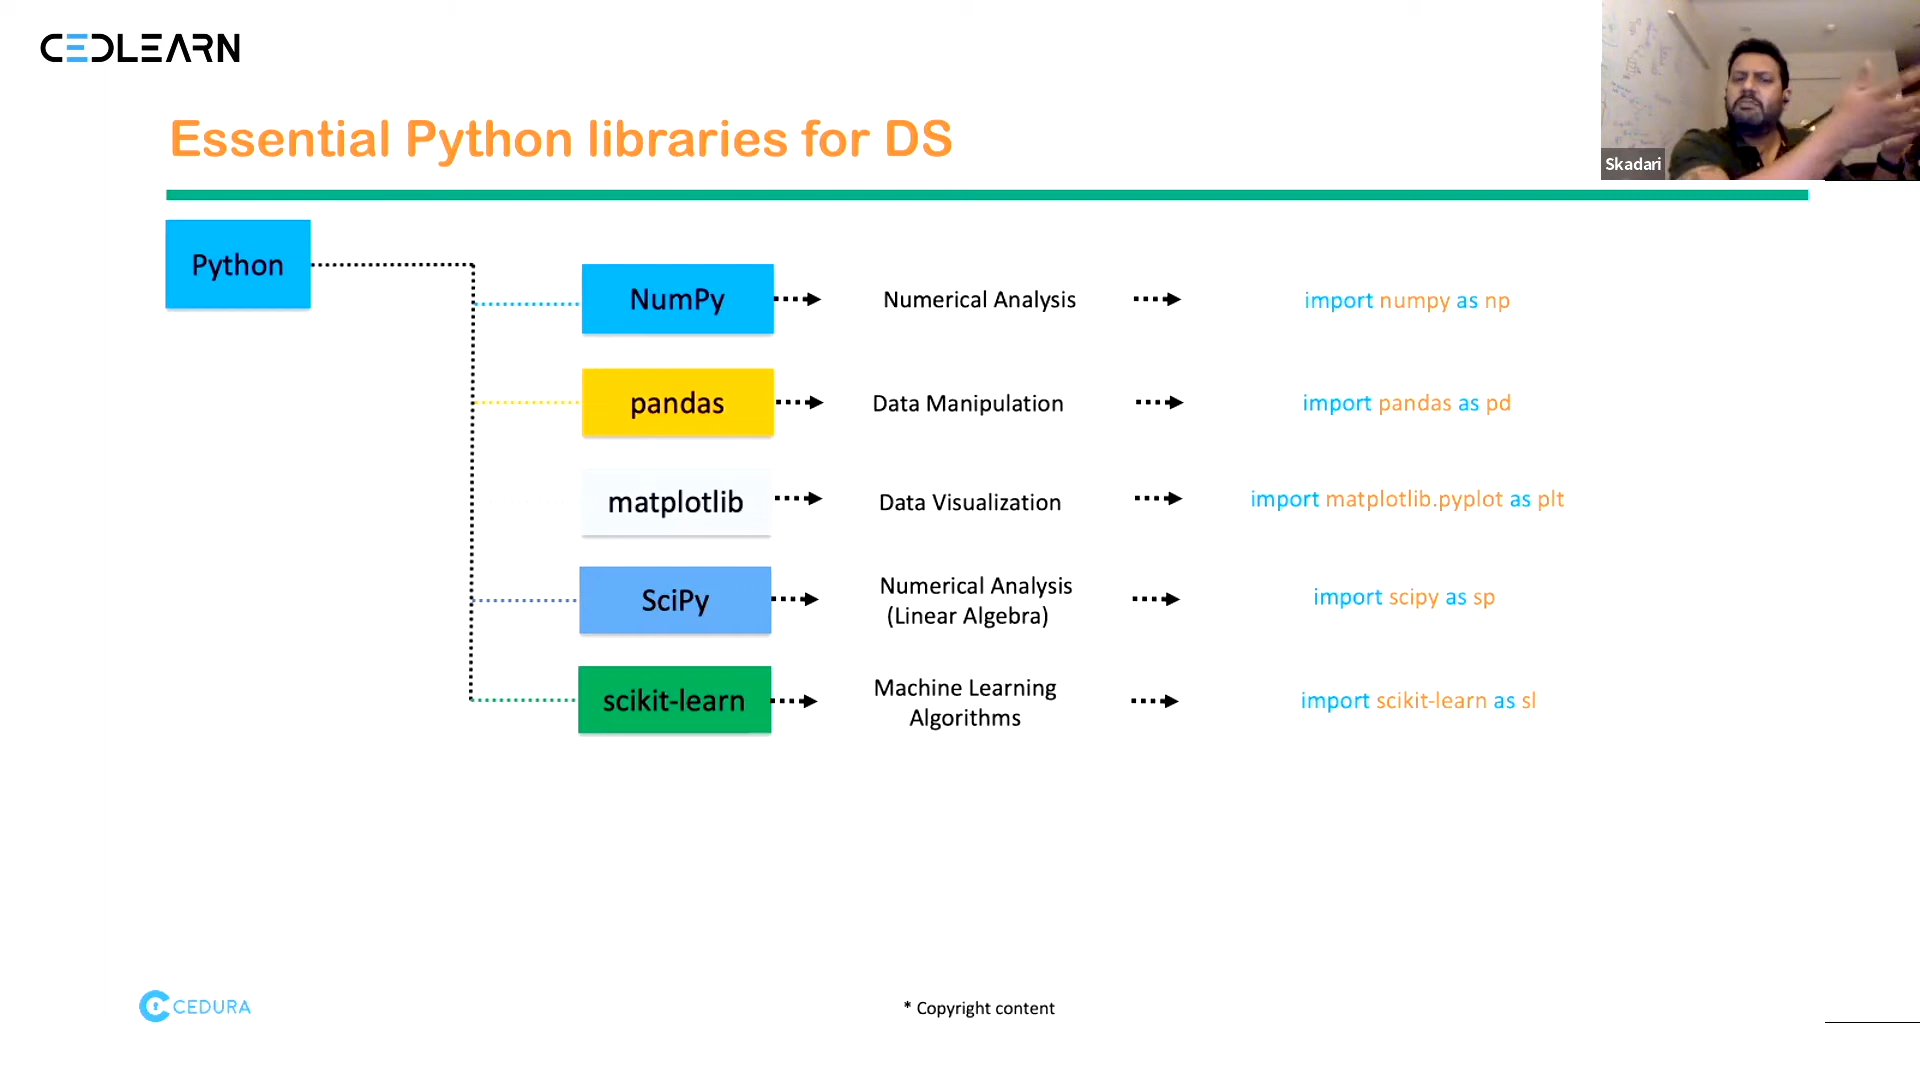 CEDLEARN
Skadari
Essential Python libraries for DS
Python
NumPy
Numerical Analysis
import numpy as np
pandas
Data Manipulation
import pandas as pd
matplotlib
Data Visualization
import matplotlib.pyplot as plt
SciPy
Numerical Analysis
(Linear Algebra)
import scipy as sp
scikit-learn
Machine Learning
Algorithms
import scikit-learn as sl
CEDURA
* Copyright content